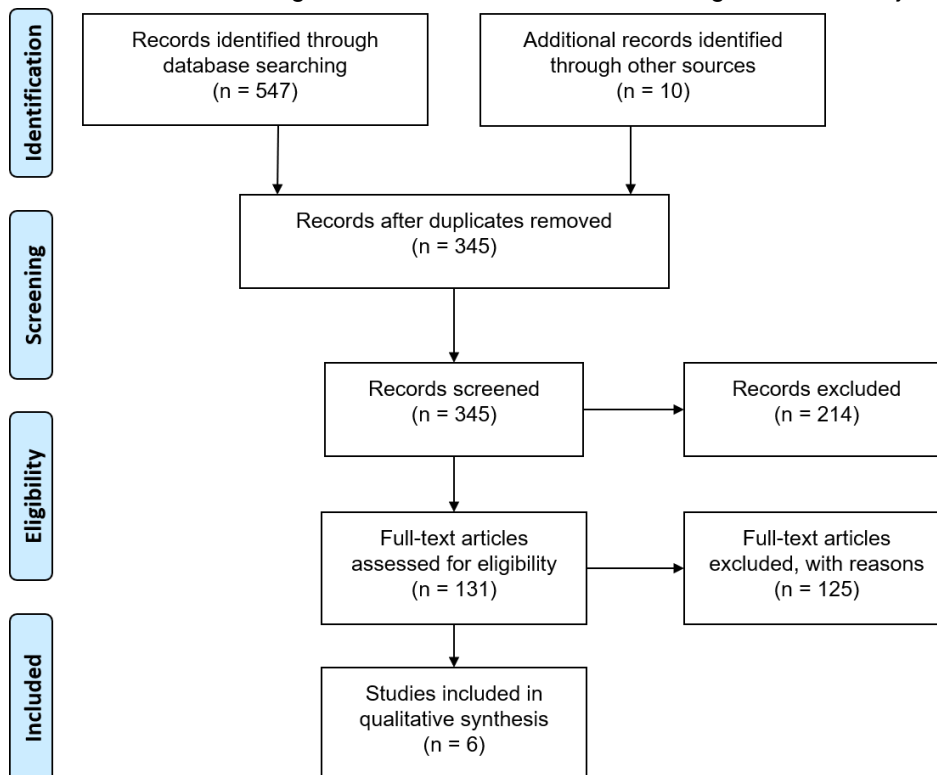 Identification
Records identified through
database searching
(n = 547)
Additional records identified
through other sources
(n = 10)
Records after duplicates removed
(n = 345)
Screening
Records screened
(n = 345)
Records excluded
(n = 214)
Eligibility
Full-text articles
assessed for eligibility
(n = 131)
Full-text articles
excluded, with reasons
(n = 125)
Included
Studies included in
qualitative synthesis
(n = 6)